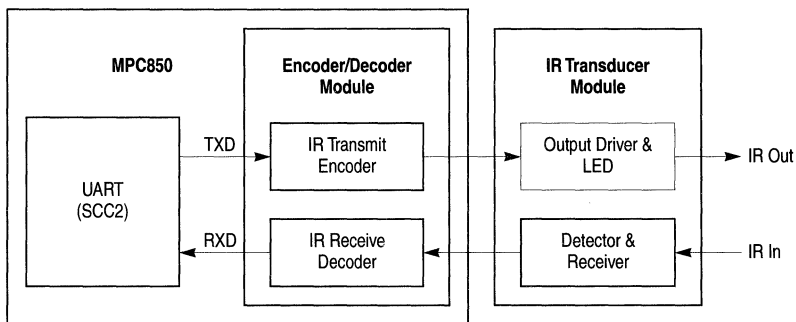 MPC850
Encoder/Decoder
Module
IR Transducer
Module
UART
(SCC2)
TXD
IR Transmit
Encoder
Output Driver &
LED
IR Out
RXD
IR Receive
Decoder
Detector &
Receiver
IR In